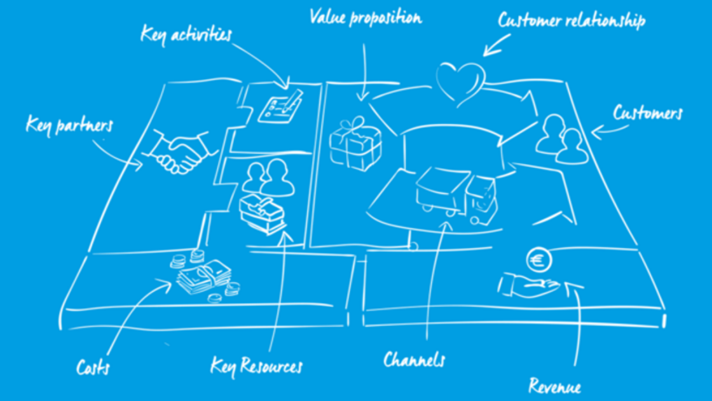 Value proposition
Customer relationship
Key activities
Customers
Key partners
€
Channels
Costs
Key Resources
Revenue